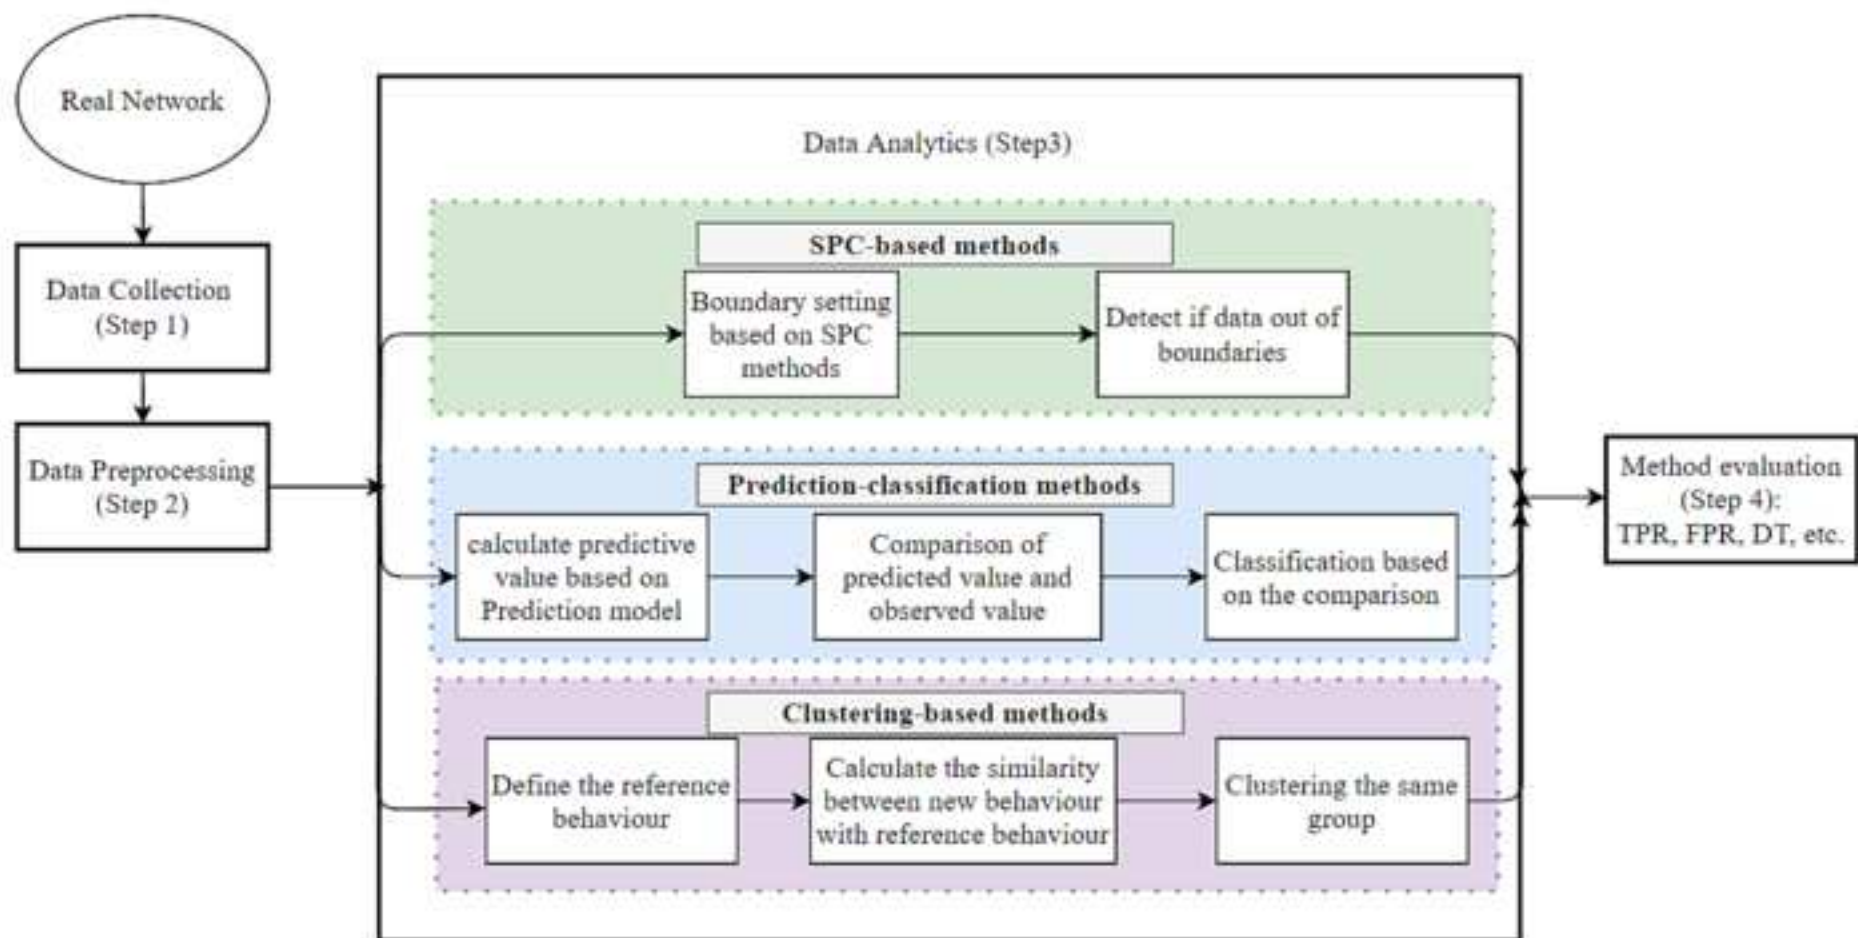 Real Network
Data Collection
(Step 1)
Data Preprocessing
(Step 2)
Data Analytics (Step3)
SPC-based methods
Boundary setting
based on SPC
methods
Detect if data out of
boundaries
Prediction-classification methods
calculate predictive
value based on
Prediction model
Comparison of
predicted value and
observed value
Classification based
on the comparison
Clustering-based methods
Define the reference
behaviour
Calculate the similarity
between new behaviour
with reference behaviour
Clustering the same
group
Method evaluation
(Step 4):
TPR, FPR, DT, etc.